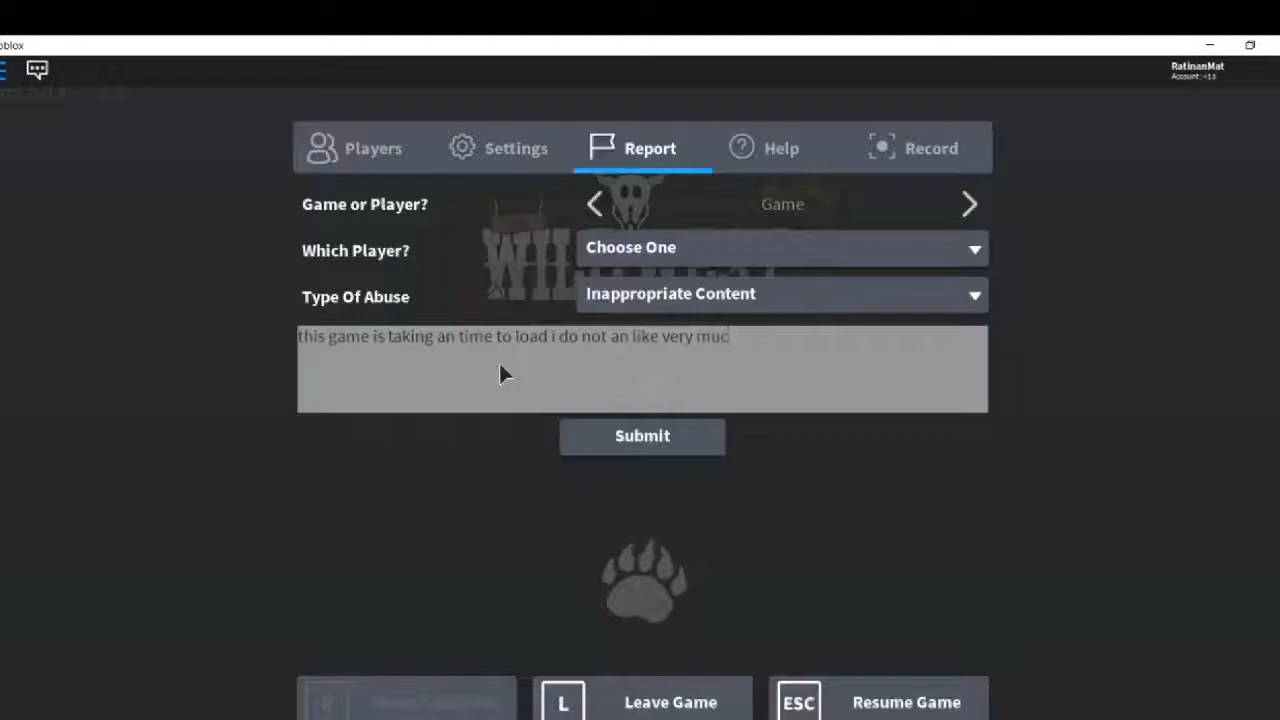 oblox
RatinanMat
Account: <13
Players
Settings
Report
Help
Record
Game or Player?
Game
Which Player?
Choose One
Type Of Abuse
Inappropriate Content
this game is taking an time to load i do not an like very muc
Submit
L
Leave Game
ESC
Resume Game